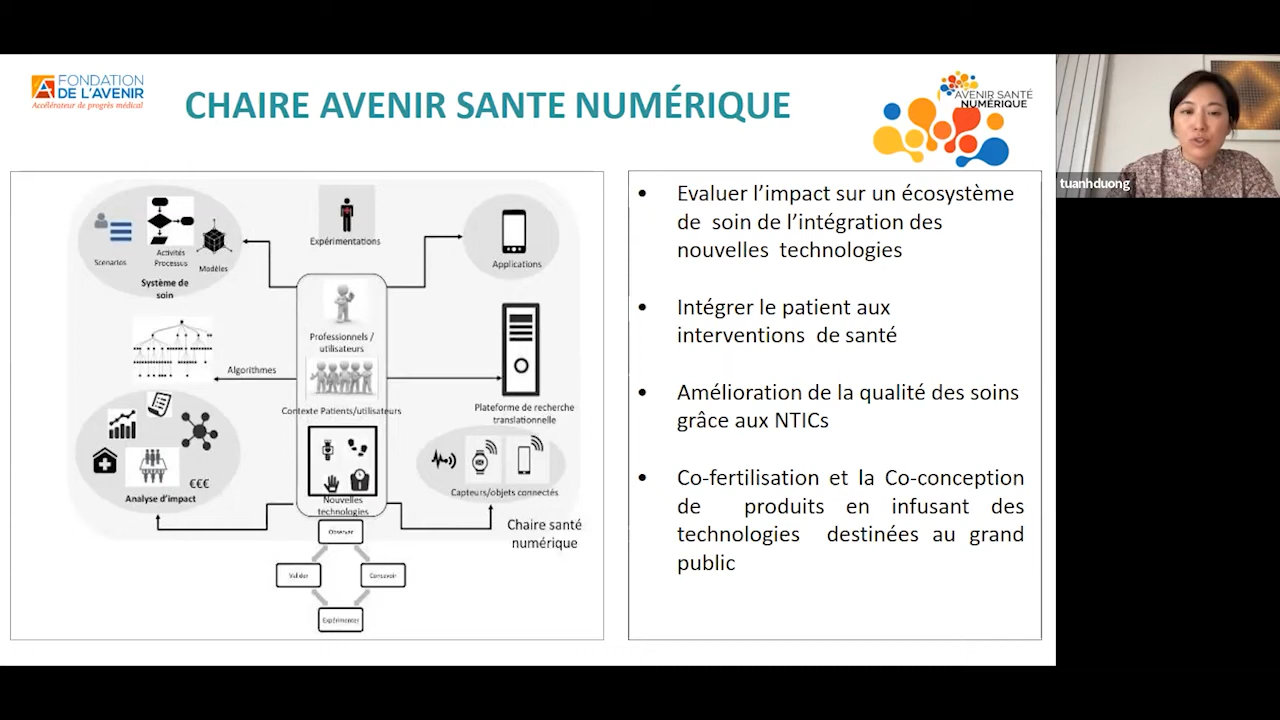 FONDATION
DE L'AVENIR
Accélérateur de progrès médical
CHAIRE AVENIR SANTE NUMÉRIQUE
AVENIR SANTÉ
NUMÉRIQUE
tuanhduong
Scenarios
Activités
Processus
Modèles
Système de
soin
Expérimentations
Applications
Professionnels /
utilisateurs
Algorithmes
Contexte Patients/utilisateurs
Plateforme de recherche
translationnelle
€€€
Analyse d'impact
Nouvelles
technologies
Capteurs/objets connectés
Chaire santé
numérique
Observer
Valider
Concevoir
Expérimenter
• Evaluer l'impact sur un écosystème
de soin de l'intégration des
nouvelles technologies
• Intégrer le patient aux
interventions de santé
• Amélioration de la qualité des soins
grâce aux NTICs
• Co-fertilisation et la Co-conception
de produits en infusant des
technologies destinées au grand
public